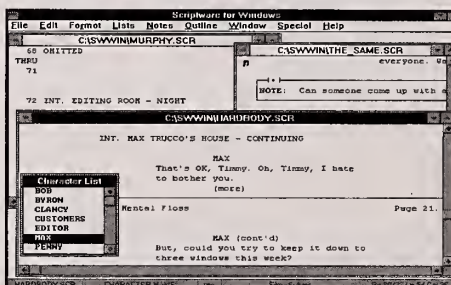 Scriptware for Windows
File Edit Format Lists Notes Outline Window Special Help
C:\SWWIN\MURPHY.SCR
68 OMITTED
THRU
71
72 INT. EDITING ROOM - NIGHT
C:\SWWIN\THE_SAME.SCR
everyone. We
NOTE: Can someone come up with a
C:\SWWIN\HARDBODY.SCR
INT. MAX TRUCCO'S HOUSE - CONTINUING
MAX
That's OK, Timmy. Oh, Timmy, I hate
to bother you.
(more)
Mental Floss Page 21.
MAX (cont'd)
But, could you try to keep it down to
three windows this week?
Character List
BOB
BYRON
CLANCY
CUSTOMERS
EDITOR
MAX
PENNY
HARDBODY.SCR